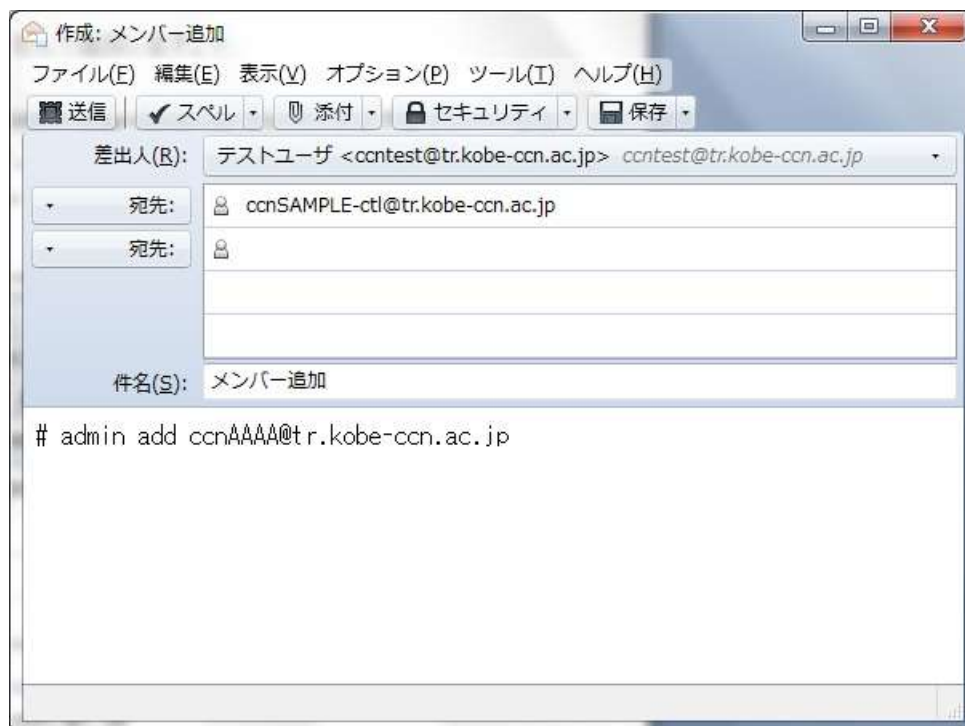 作成: メンバー追加
ファイル(F) 編集(E) 表示(V) オプション(P) ツール(T) ヘルプ(H)
送信 スペル 添付 セキュリティ 保存
差出人(R): テストユーザ <ccntest@tr.kobe-ccn.ac.jp> ccntest@tr.kobe-ccn.ac.jp
宛先: ccnSAMPLE-ctl@tr.kobe-ccn.ac.jp
宛先:
件名(S): メンバー追加
# admin add ccnAAAA@tr.kobe-ccn.ac.jp